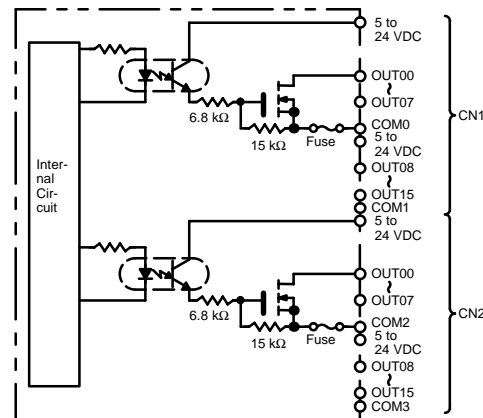 5 to
24 VDC
OUT00
OUT07
6.8 kΩ
COM0
15 kΩ
Fuse
5 to
24 VDC
CN1
OUT08
Inter-
nal
Cir-
cuit
OUT15
COM1
5 to
24 VDC
OUT00
OUT07
6.8 kΩ
COM2
15 kΩ
Fuse
5 to
24 VDC
CN2
OUT08
OUT15
COM3